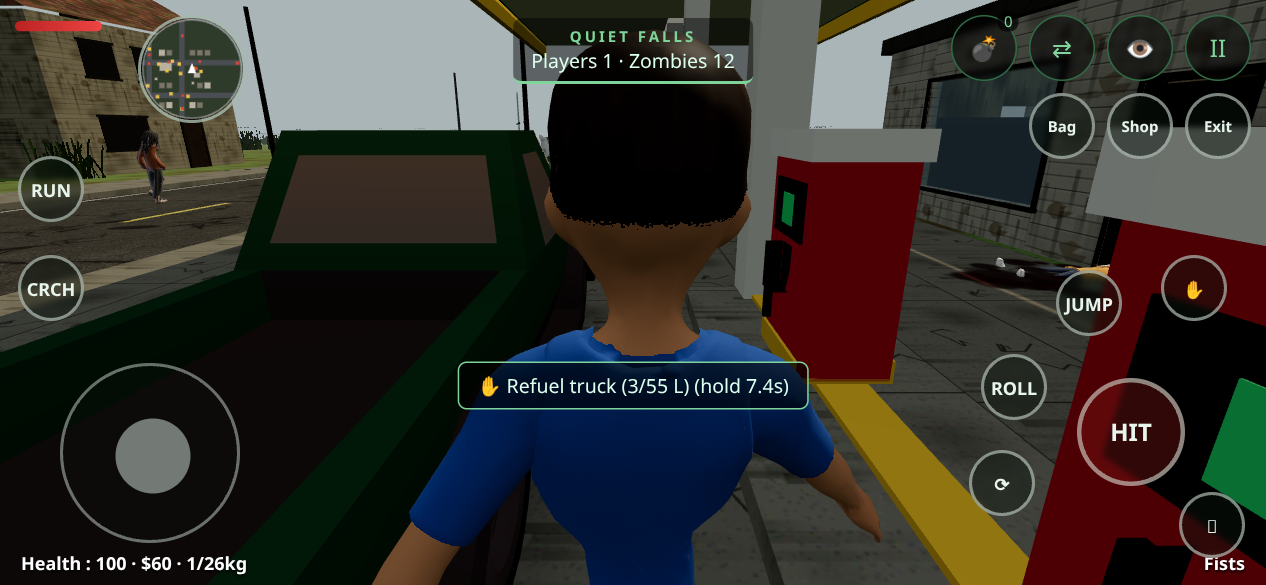 QUIET FALLS
Players 1 · Zombies 12
0
II
Bag
Shop
Exit
RUN
CRCH
JUMP
✋ Refuel truck (3/55 L) (hold 7.4s)
ROLL
HIT
Health : 100 · $60 · 1/26kg
Fists